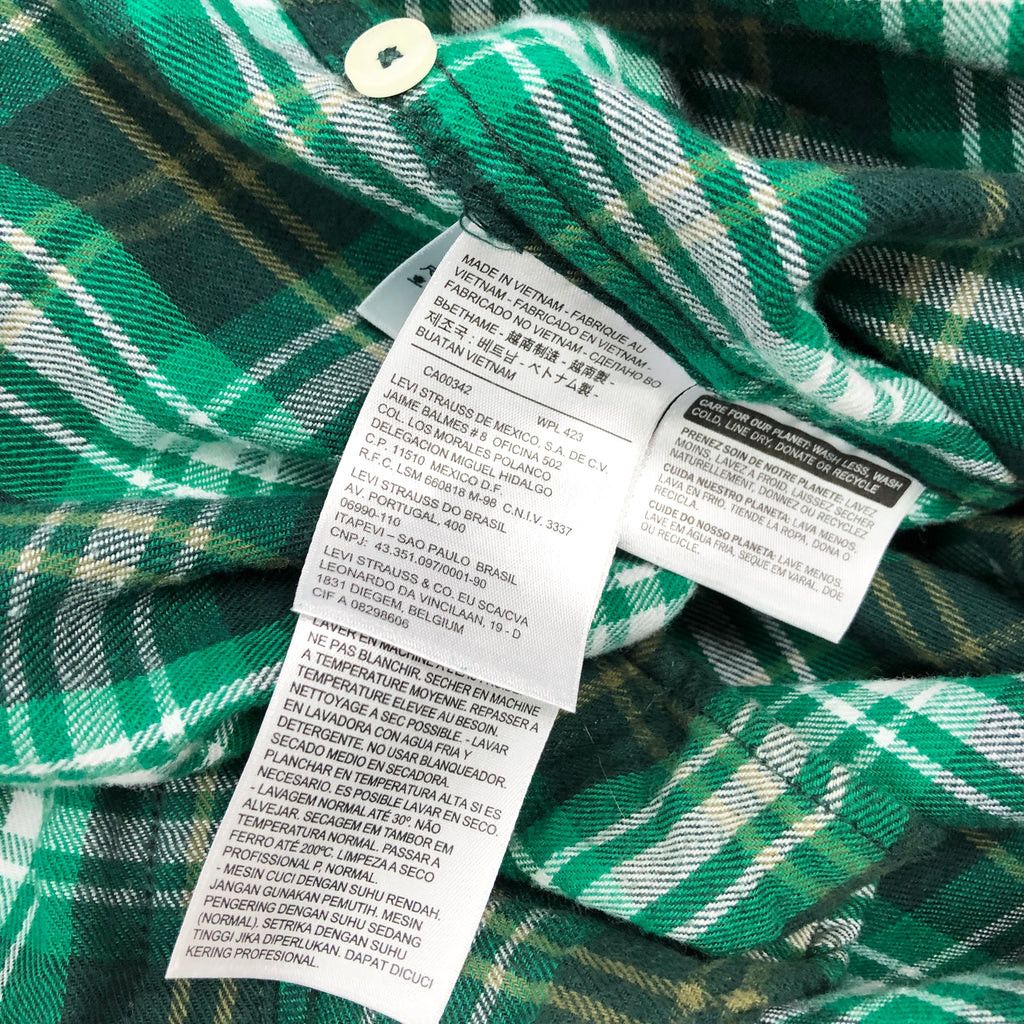 MADE IN VIETNAM - FABRIQUE AU
VIETNAM - FABRICADO EN VIETNAM -
FABRICADO NO VIETNAM - СДЕЛАНО ВО
ВЬЕТНАМЕ - 越南制造 - 越南製 -
제조국 : 베트남 - ベトナム製 -
BUATAN VIETNAM
CA00342 WPL 423
LEVI STRAUSS DE MEXICO, S.A. DE C.V.
JAIME BALMES # 8 OFICINA 502
COL. LOS MORALES POLANCO
DELEGACION MIGUEL HIDALGO
C.P. 11510 MEXICO D.F.
R.F.C. LSM 660818 M-96 C.N.I.V. 3337
LEVI STRAUSS DO BRASIL
AV. PORTUGAL, 400
06990-110
ITAPEVI – SAO PAULO BRASIL
CNPJ: 43.351.097/0001-90
LEVI STRAUSS & CO, EU SCA/CVA
LEONARDO DA VINCILAAN, 19 - D
1831 DIEGEM, BELGIUM
CIF A 08298606
CARE FOR OUR PLANET: WASH LESS, WASH
COLD, LINE DRY, DONATE OR RECYCLE
PRENEZ SOIN DE NOTRE PLANETE: LAVEZ
MOINS, LAVEZ A FROID, LAISSEZ SECHER
NATURELLEMENT, DONNEZ OU RECYCLEZ
CUIDA NUESTRO PLANETA: LAVA MENOS,
LAVA EN FRIO, TIENDE LA ROPA, DONA O
RECICLA.
CUIDE DO NOSSO PLANETA: LAVE MENOS,
LAVE EM AGUA FRIA, SEQUE EM VARAL, DOE
OU RECICLE.
LAVER EN MACHINE A
NE PAS BLANCHIR. SECHER EN MACHINE
A TEMPERATURE MOYENNE. REPASSER A
TEMPERATURE ELEVEE AU BESOIN.
NETTOYAGE A SEC POSSIBLE. - LAVAR
EN LAVADORA CON AGUA FRIA Y
DETERGENTE. NO USAR BLANQUEADOR.
SECADO MEDIO EN SECADORA.
PLANCHAR EN TEMPERATURA ALTA SI ES
NECESARIO. ES POSIBLE LAVAR EN SECO.
- LAVAGEM NORMAL ATÉ 30º. NÃO
ALVEJAR. SECAGEM EM TAMBOR EM
TEMPERATURA NORMAL. PASSAR A
FERRO ATÉ 200ºC. LIMPEZA A SECO
PROFISSIONAL P, NORMAL.
- MESIN CUCI DENGAN SUHU RENDAH.
JANGAN GUNAKAN PEMUTIH. MESIN
PENGERING DENGAN SUHU SEDANG
(NORMAL). SETRIKA DENGAN SUHU
TINGGI JIKA DIPERLUKAN. DAPAT DICUCI
KERING PROFESIONAL.